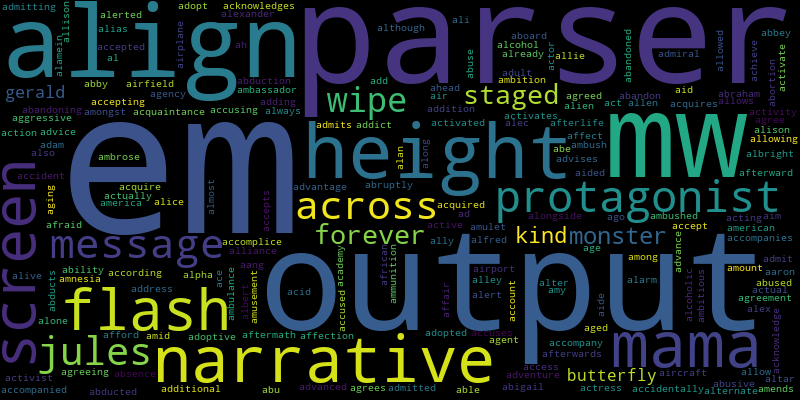 admitting
alerted
adopt acknowledges
alexander
although
ali
abbey
allison
align
parser
alias
accepted
al
airplane
ah
aboard
alcohol
already
adult
abuse
actor
allie
abandoned
admiral
allowed
achieve
activate
alamein
gerald
abby airfield
agency
abduction
ambassador
add
ambition
ahead
air
staged
agreed
alien
aid
abraham
abortion
accepting
wipe
abandoning
acquaintance accusing
adding
always
addition
act allen
abandon
acquires
allows
activity
agree
aggressive
amongst
action advice
admits addict
activated
activates
alec
afterlife
affect
ambush
mw
alison
allowing
adam
also
ambrose
em
height
alan
along
abe
advises
aided
albright
afterward
accident
aging
acquire
actually
america
alice
almost
accepts
advantage
abruptly
protagonist
screen
across
acquired
ad
active
alongside
ago
ambushed
acting aim
afraid
message
accomplice
alliance
forever
ally
amulet
alfred
kind
monster
age
accept
american
accompanies
advance
among
alive
ability
amnesia
according
alpha
aang
ace
ambulance
african
ammunition
academy
accused
output
airport
alley
alert
affair
account
alter
amy
aide
alarm
amount
admit
aaron
actual
abused
agreement
alcoholic
ambitions
abducts
address
flash
albert
amusement
acid
alone
afford amid
adoptive
aftermath
affection
adopted
accuses
agent
aged
accompany
afterwards
mama
alex
acknowledge
jules
narrative
activist
agreeing
absence
access
adventure
butterfly
aircraft
allow
abusive
altar
accompanied
abducted
additional
abu
advanced
agrees
admitted
able
abigail
actress
accidentally
alternate
amends